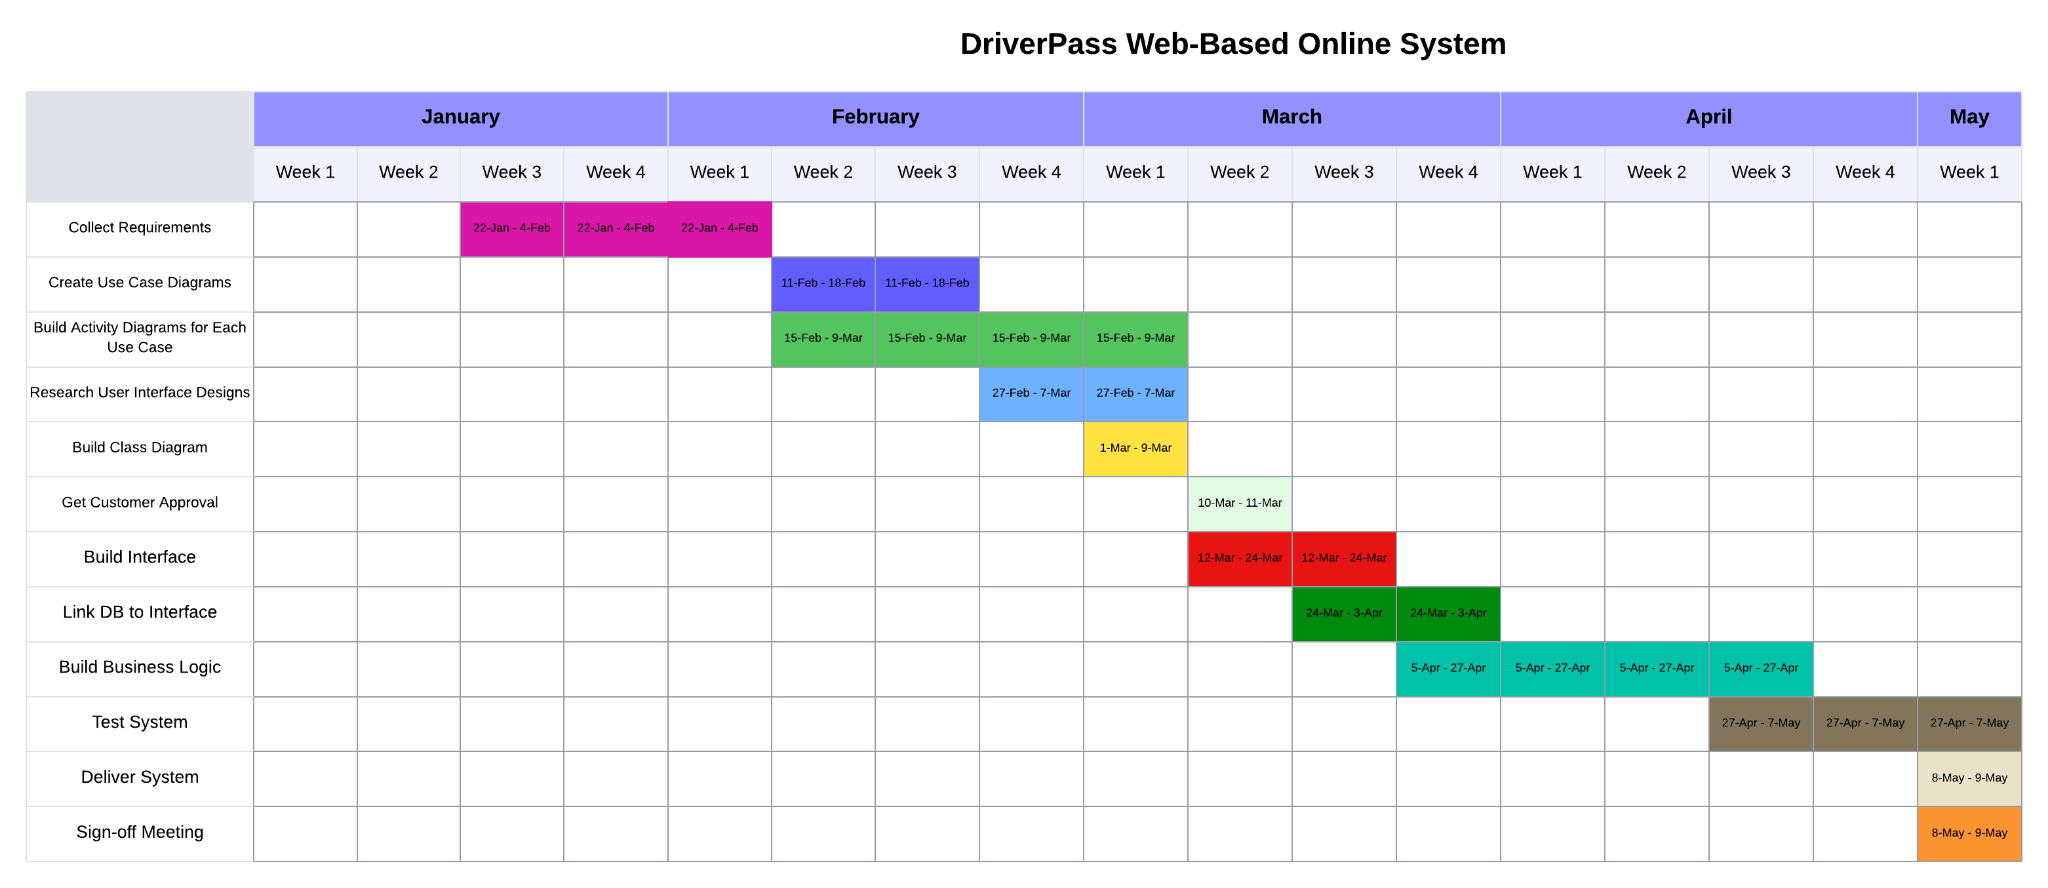 DriverPass Web-Based Online System
January February March April May
Week 1 Week 2 Week 3 Week 4 Week 1 Week 2 Week 3 Week 4 Week 1 Week 2 Week 3 Week 4 Week 1 Week 2 Week 3 Week 4 Week 1
Collect Requirements 22-Jan - 4-Feb 22-Jan - 4-Feb 22-Jan - 4-Feb
Create Use Case Diagrams 11-Feb - 18-Feb 11-Feb - 18-Feb
Build Activity Diagrams for Each
Use Case 15-Feb - 9-Mar 15-Feb - 9-Mar 15-Feb - 9-Mar 15-Feb - 9-Mar
Research User Interface Designs 27-Feb - 7-Mar 27-Feb - 7-Mar
Build Class Diagram 1-Mar - 9-Mar
Get Customer Approval 10-Mar - 11-Mar
Build Interface 12-Mar - 24-Mar 12-Mar - 24-Mar
Link DB to Interface 24-Mar - 3-Apr 24-Mar - 3-Apr
Build Business Logic 5-Apr - 27-Apr 5-Apr - 27-Apr 5-Apr - 27-Apr 5-Apr - 27-Apr
Test System 27-Apr - 7-May 27-Apr - 7-May 27-Apr - 7-May
Deliver System 8-May - 9-May
Sign-off Meeting 8-May - 9-May